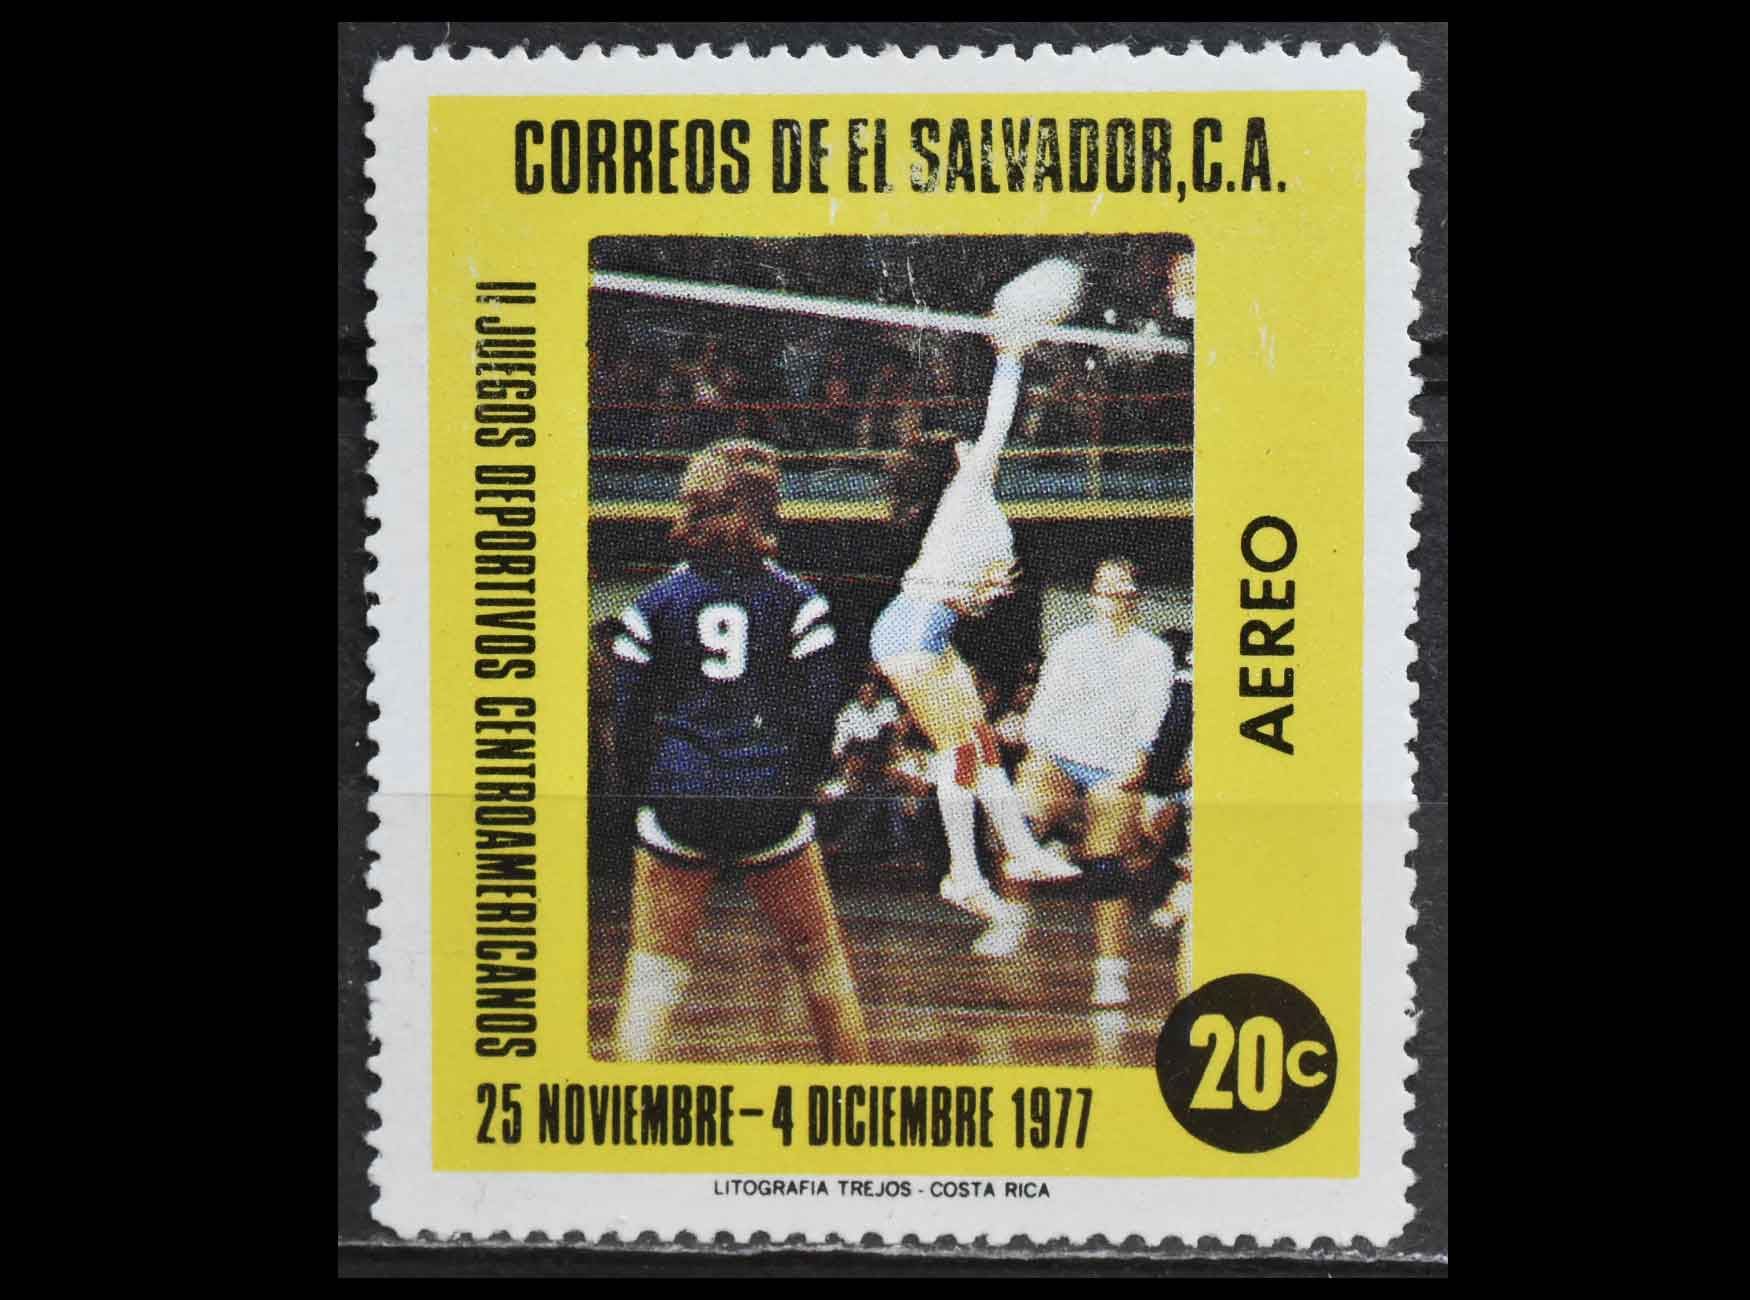 CORREOS DE EL SALVADOR, C.A.
II JUEGOS DEPORTIVOS CENTROAMERICANOS
9
AEREO
20c
25 NOVIEMBRE - 4 DICIEMBRE 1977
LITOGRAFIA TREJOS - COSTA RICA